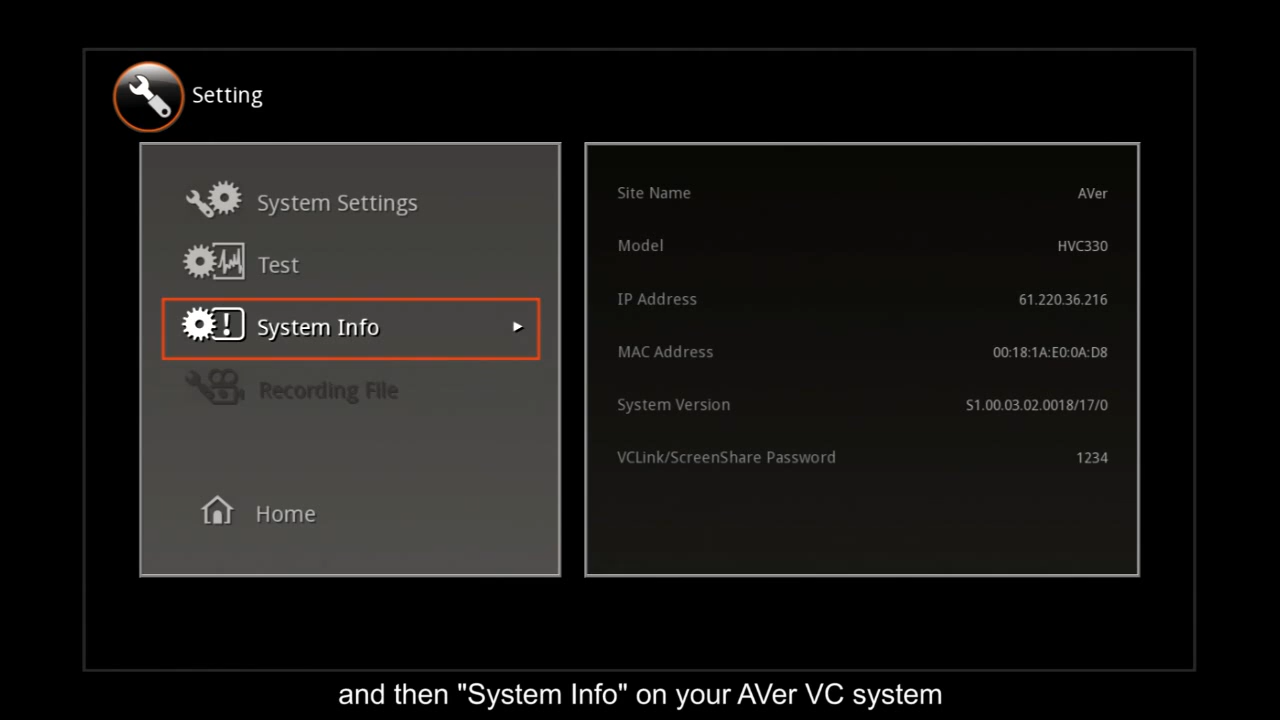 Setting
System Settings
Test
System Info
Recording File
Home
Site Name AVer
Model HVC330
IP Address 61.220.36.216
MAC Address 00:18:1A:E0:0A:D8
System Version S1.00.03.02.0018/17/0
VCLink/ScreenShare Password 1234
and then "System Info" on your AVer VC system